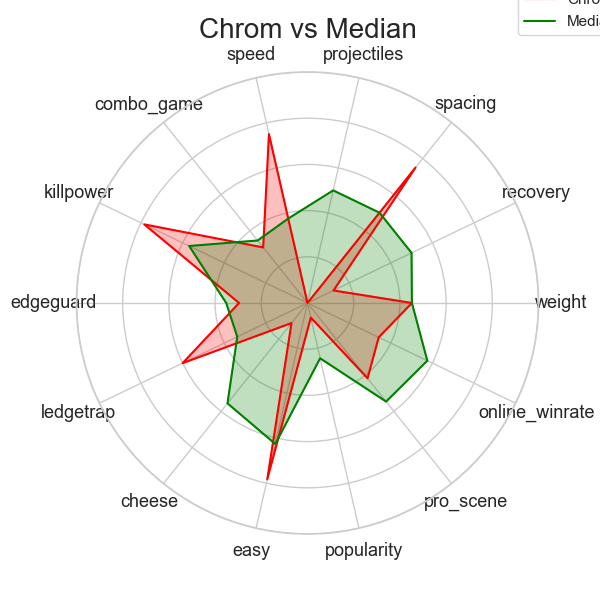 Chrom vs Median
speed
projectiles
combo_game
spacing
killpower
recovery
edgeguard
weight
ledgetrap
online_winrate
cheese
pro_scene
easy
popularity